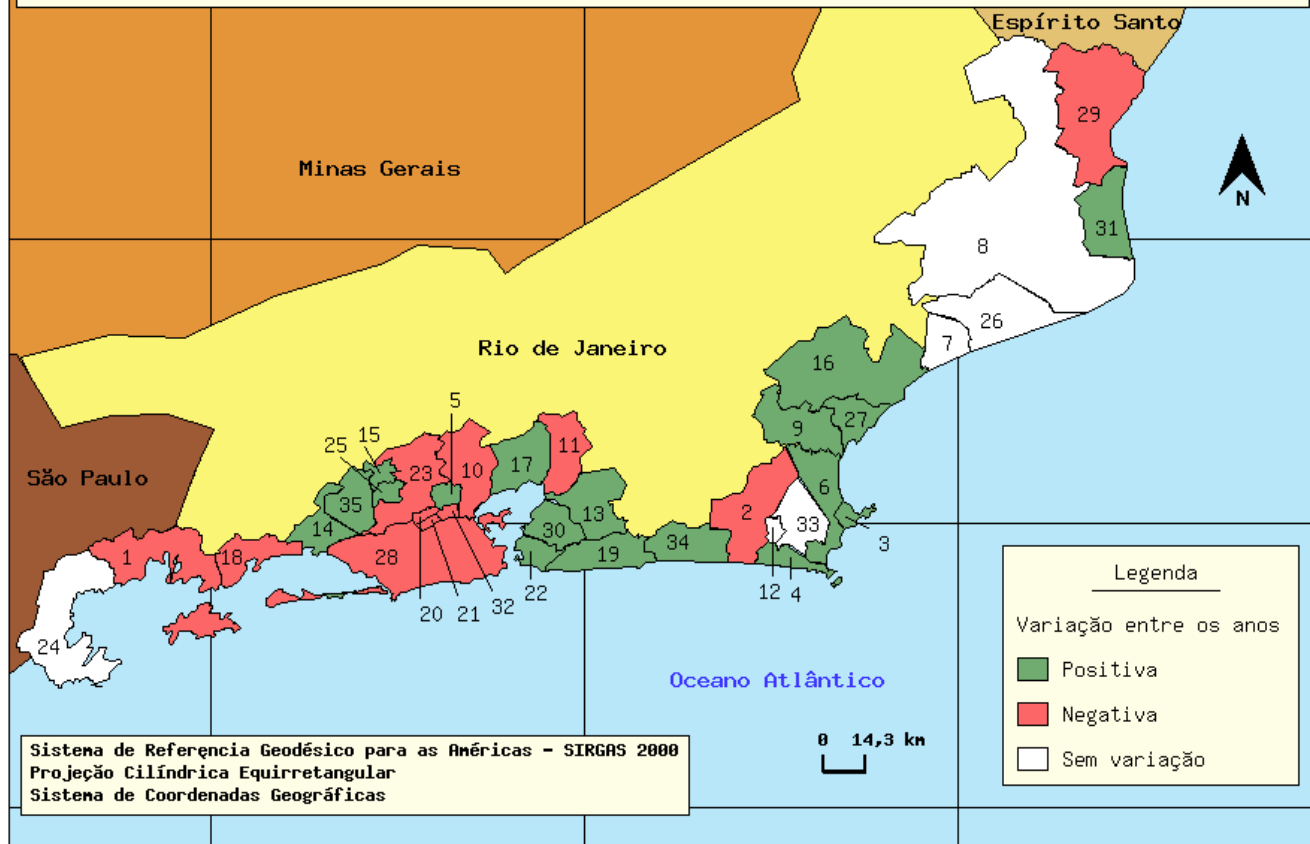 Espírito Santo
29
Minas Gerais
N
31
8
26
7
Rio de Janeiro
16
5
27
15
9
25
11
17
23
10
São Paulo
6
35
2
13
33
14
30
3
1
18
28
19
34
22
12
4
32
20
21
24
Legenda
Variação entre os anos
Positiva
Negativa
Sem variação
Oceano Atlântico
0 14,3 km
Sistema de Referencia Geodésico para as Américas - SIRGAS 2000
Projeção Cilíndrica Equirretangular
Sistema de Coordenadas Geográficas